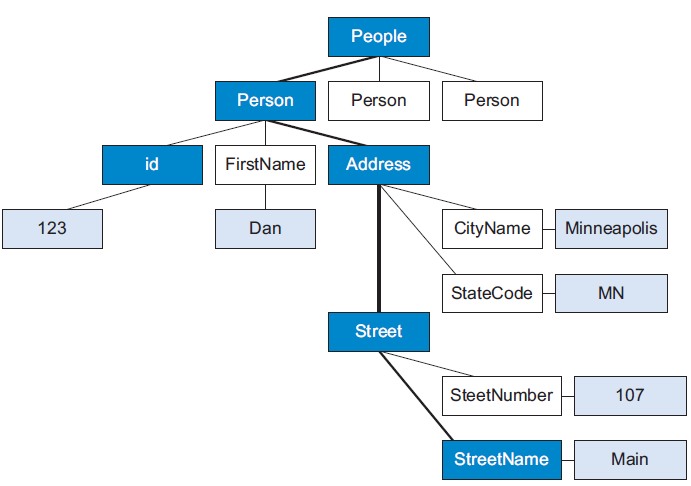 People
Person
Person
Person
id
FirstName
Address
123
Dan
CityName
Minneapolis
StateCode
MN
Street
SteetNumber
107
StreetName
Main